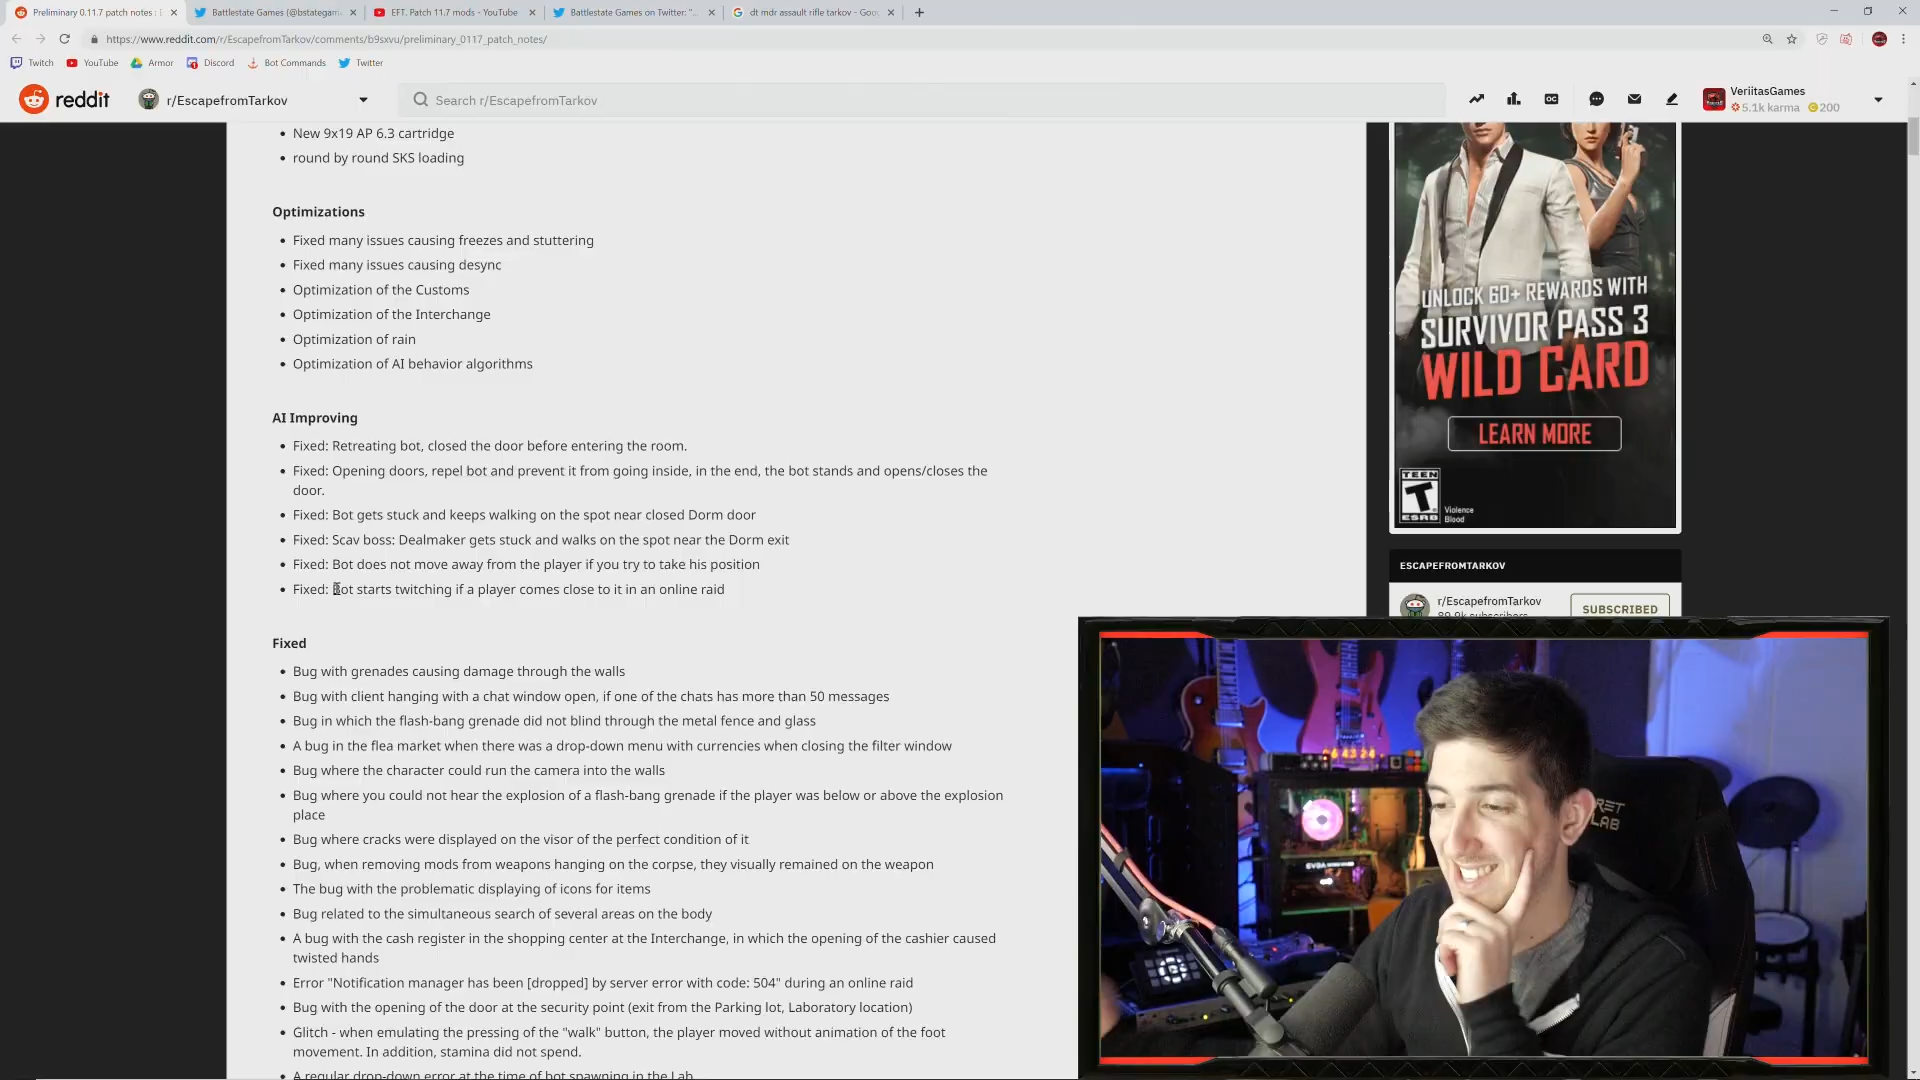 Preliminary 0.11.7 patch notes :
Battlestate Games (@bstategam
EFT. Patch 11.7 mods - YouTube
Battlestate Games on Twitter: "..
dt mdr assault rifle tarkov - Goo
https://www.reddit.com/r/EscapefromTarkov/comments/b9sxvu/preliminary_0117_patch_notes/
Twitch YouTube Armor Discord Bot Commands Twitter
reddit r/EscapefromTarkov Search r/EscapefromTarkov VeriitasGames
5.1k karma 200
New 9x19 AP 6.3 cartridge
round by round SKS loading
Optimizations
Fixed many issues causing freezes and stuttering
Fixed many issues causing desync
Optimization of the Customs
Optimization of the Interchange
Optimization of rain
Optimization of AI behavior algorithms
AI Improving
Fixed: Retreating bot, closed the door before entering the room.
Fixed: Opening doors, repel bot and prevent it from going inside, in the end, the bot stands and opens/closes the
door.
Fixed: Bot gets stuck and keeps walking on the spot near closed Dorm door
Fixed: Scav boss: Dealmaker gets stuck and walks on the spot near the Dorm exit
Fixed: Bot does not move away from the player if you try to take his position
Fixed: Bot starts twitching if a player comes close to it in an online raid
Fixed
Bug with grenades causing damage through the walls
Bug with client hanging with a chat window open, if one of the chats has more than 50 messages
Bug in which the flash-bang grenade did not blind through the metal fence and glass
A bug in the flea market when there was a drop-down menu with currencies when closing the filter window
Bug where the character could run the camera into the walls
Bug where you could not hear the explosion of a flash-bang grenade if the player was below or above the explosion
place
Bug where cracks were displayed on the visor of the perfect condition of it
Bug, when removing mods from weapons hanging on the corpse, they visually remained on the weapon
The bug with the problematic displaying of icons for items
Bug related to the simultaneous search of several areas on the body
A bug with the cash register in the shopping center at the Interchange, in which the opening of the cashier caused
twisted hands
Error "Notification manager has been [dropped] by server error with code: 504" during an online raid
Bug with the opening of the door at the security point (exit from the Parking lot, Laboratory location)
Glitch - when emulating the pressing of the "walk" button, the player moved without animation of the foot
movement. In addition, stamina did not spend.
A regular drop-down error at the time of bot spawning in the Lab
UNLOCK 60+ REWARDS WITH
SURVIVOR PASS 3
WILD CARD
LEARN MORE
TEEN
T
ESRB
Violence
Blood
ESCAPEFROMTARKOV
r/EscapefromTarkov
89.9k subscribers
SUBSCRIBED
EVGA
LAB